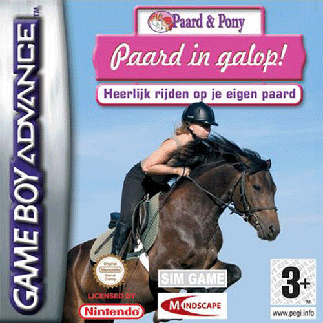 GAME BOY ADVANCE
TM
Paard & Pony
Paard in galop!
Heerlijk rijden op je eigen paard
LICENSED BY
Nintendo
SIM GAME
MINDSCAPE
3+
www.pegi.info